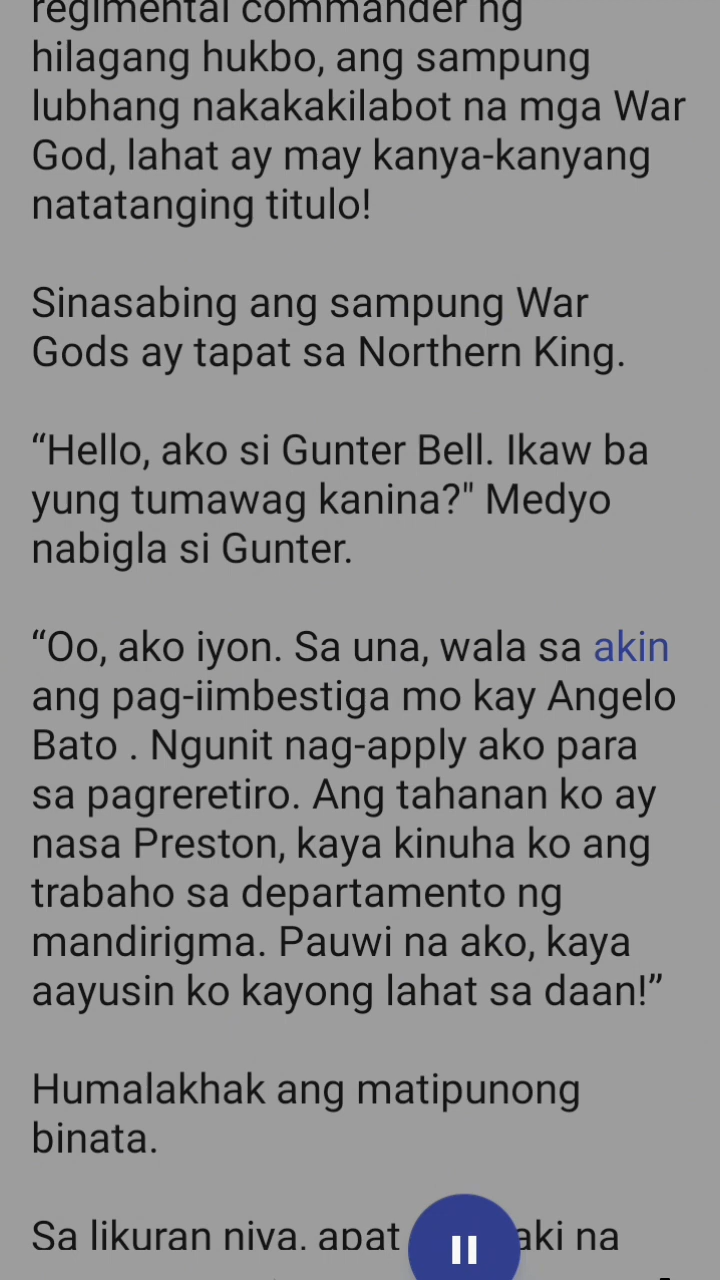 regimental commander ng
hilagang hukbo, ang sampung
lubhang nakakakilabot na mga War
God, lahat ay may kanya-kanyang
natatanging titulo!
Sinasabing ang sampung War
Gods ay tapat sa Northern King.
“Hello, ako si Gunter Bell. Ikaw ba
yung tumawag kanina?" Medyo
nabigla si Gunter.
“Oo, ako iyon. Sa una, wala sa akin
ang pag-iimbestiga mo kay Angelo
Bato . Ngunit nag-apply ako para
sa pagreretiro. Ang tahanan ko ay
nasa Preston, kaya kinuha ko ang
trabaho sa departamento ng
mandirigma. Pauwi na ako, kaya
aayusin ko kayong lahat sa daan!”
Humalakhak ang matipunong
binata.
Sa likuran niya, apat aki na